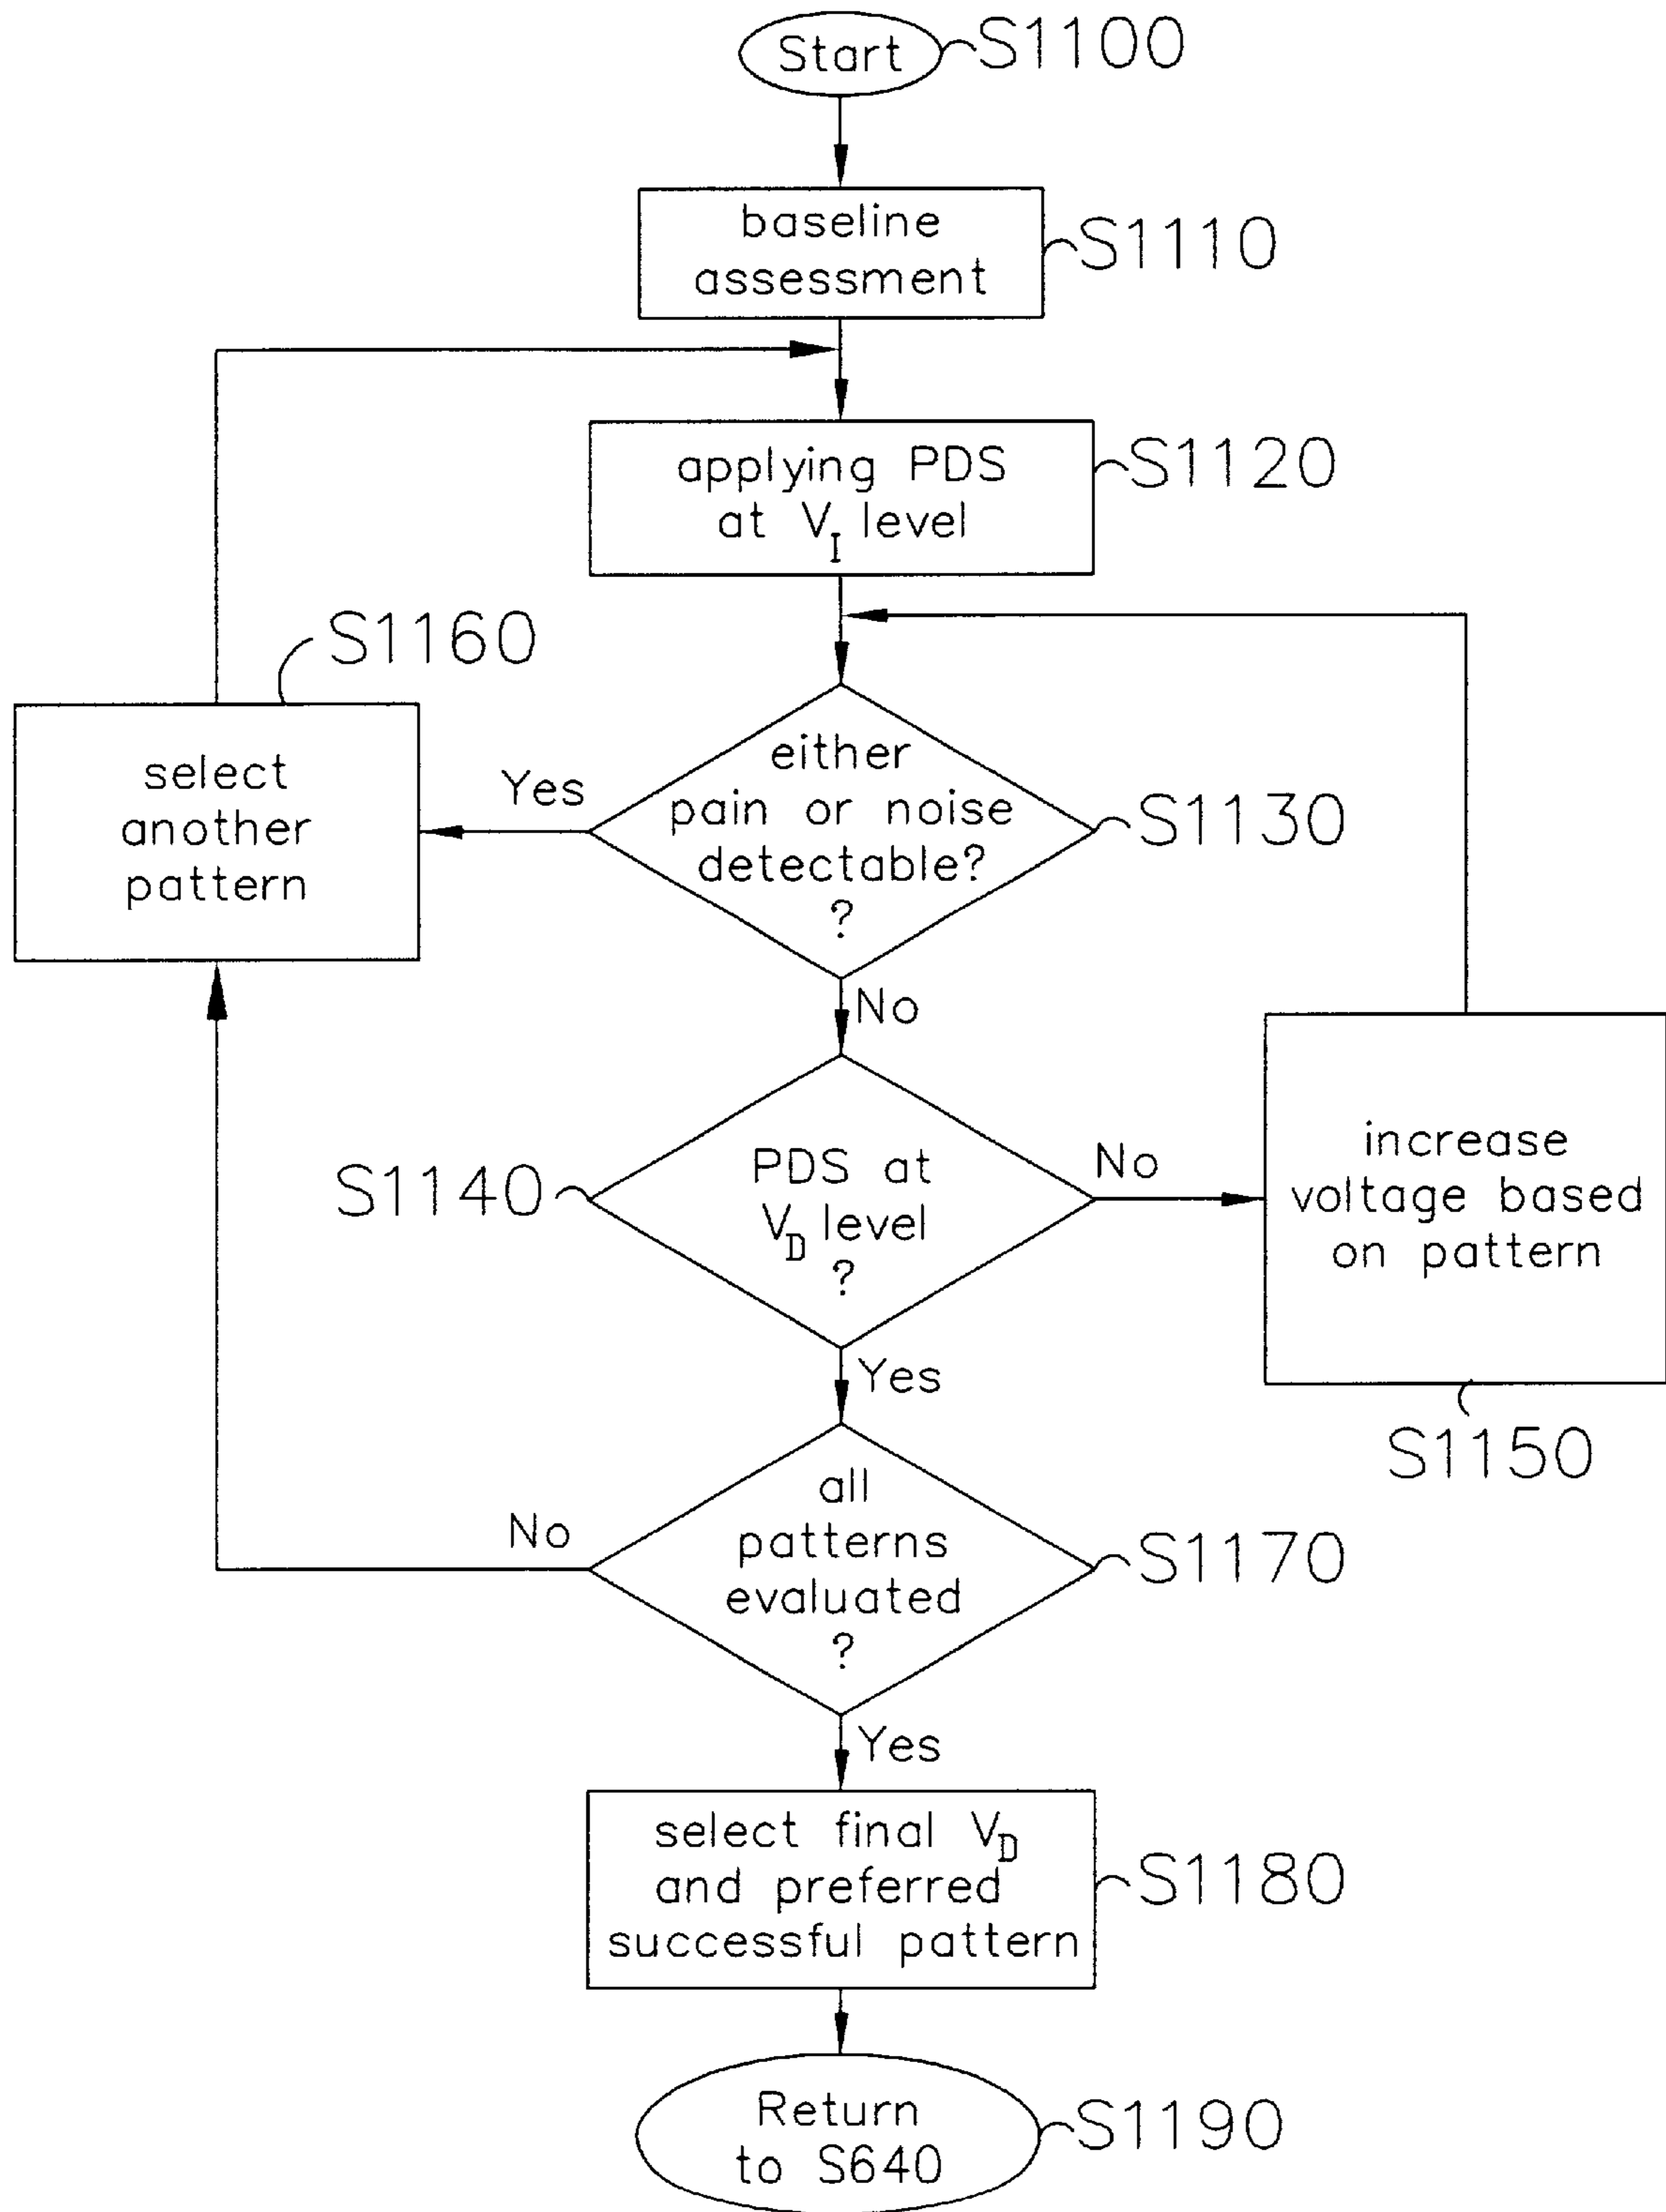 Start
S1100
baseline
assessment
S1110
applying PDS
at V_I level
S1120
S1160
select
another
pattern
Yes
either
pain or noise
detectable?
?
S1130
No
S1140
PDS at
V_D level
?
No
increase
voltage based
on pattern
S1150
Yes
No
all
patterns
evaluated
?
S1170
Yes
select final V_D
and preferred
successful pattern
S1180
Return
to S640
S1190